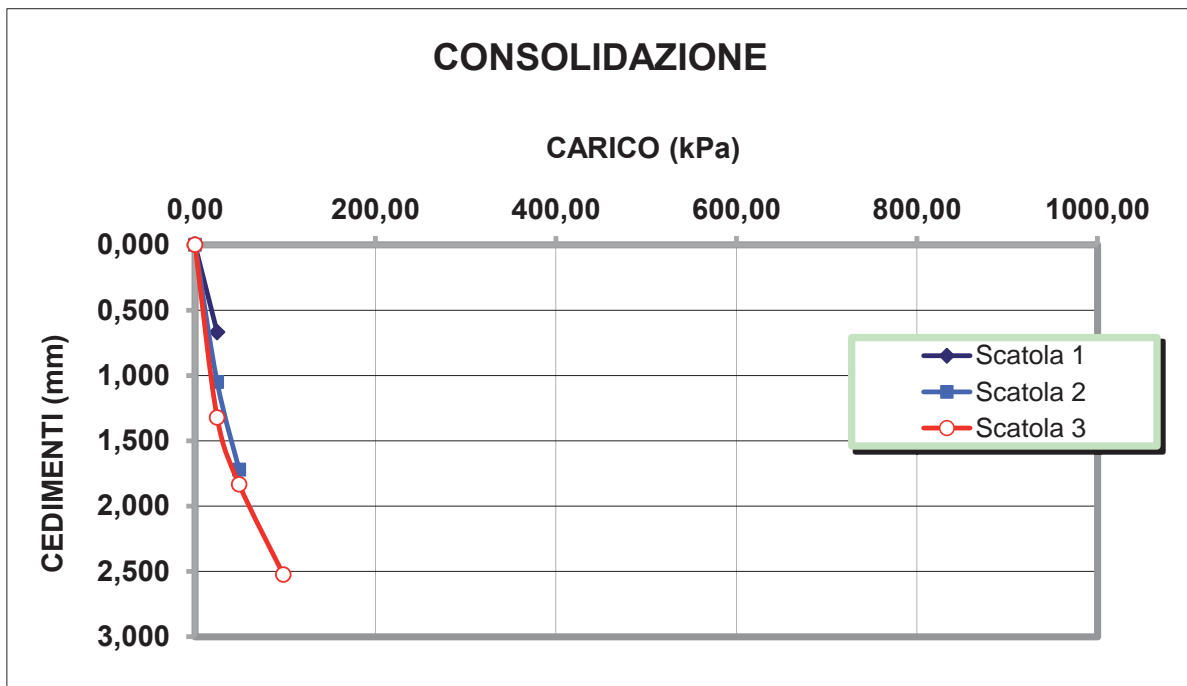 CONSOLIDAZIONE
CARICO (kPa)
0,00 200,00 400,00 600,00 800,00 1000,00
0,000
0,500
1,000
1,500
2,000
2,500
3,000
CEDIMENTI (mm)
Scatola 1
Scatola 2
Scatola 3